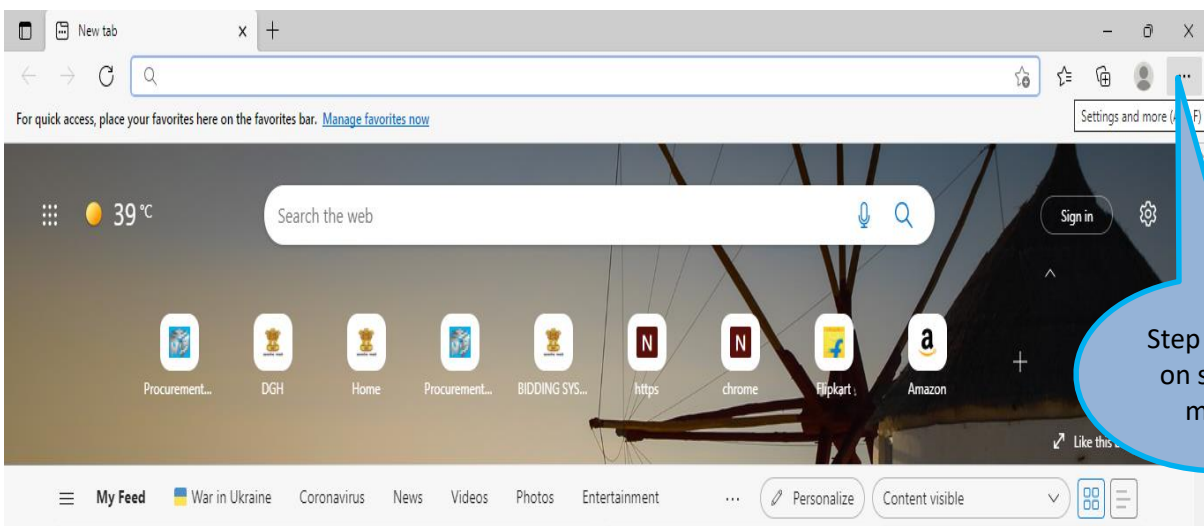 New tab
For quick access, place your favorites here on the favorites bar. Manage favorites now
Settings and more
39 °C
Search the web
Sign in
Procurement...
DGH
Home
Procurement...
BIDDING SYS...
N
https
N
chrome
Flipkart
a
Amazon
Step
on s
m
Like this
My Feed
War in Ukraine
Coronavirus
News
Videos
Photos
Entertainment
...
Personalize
Content visible